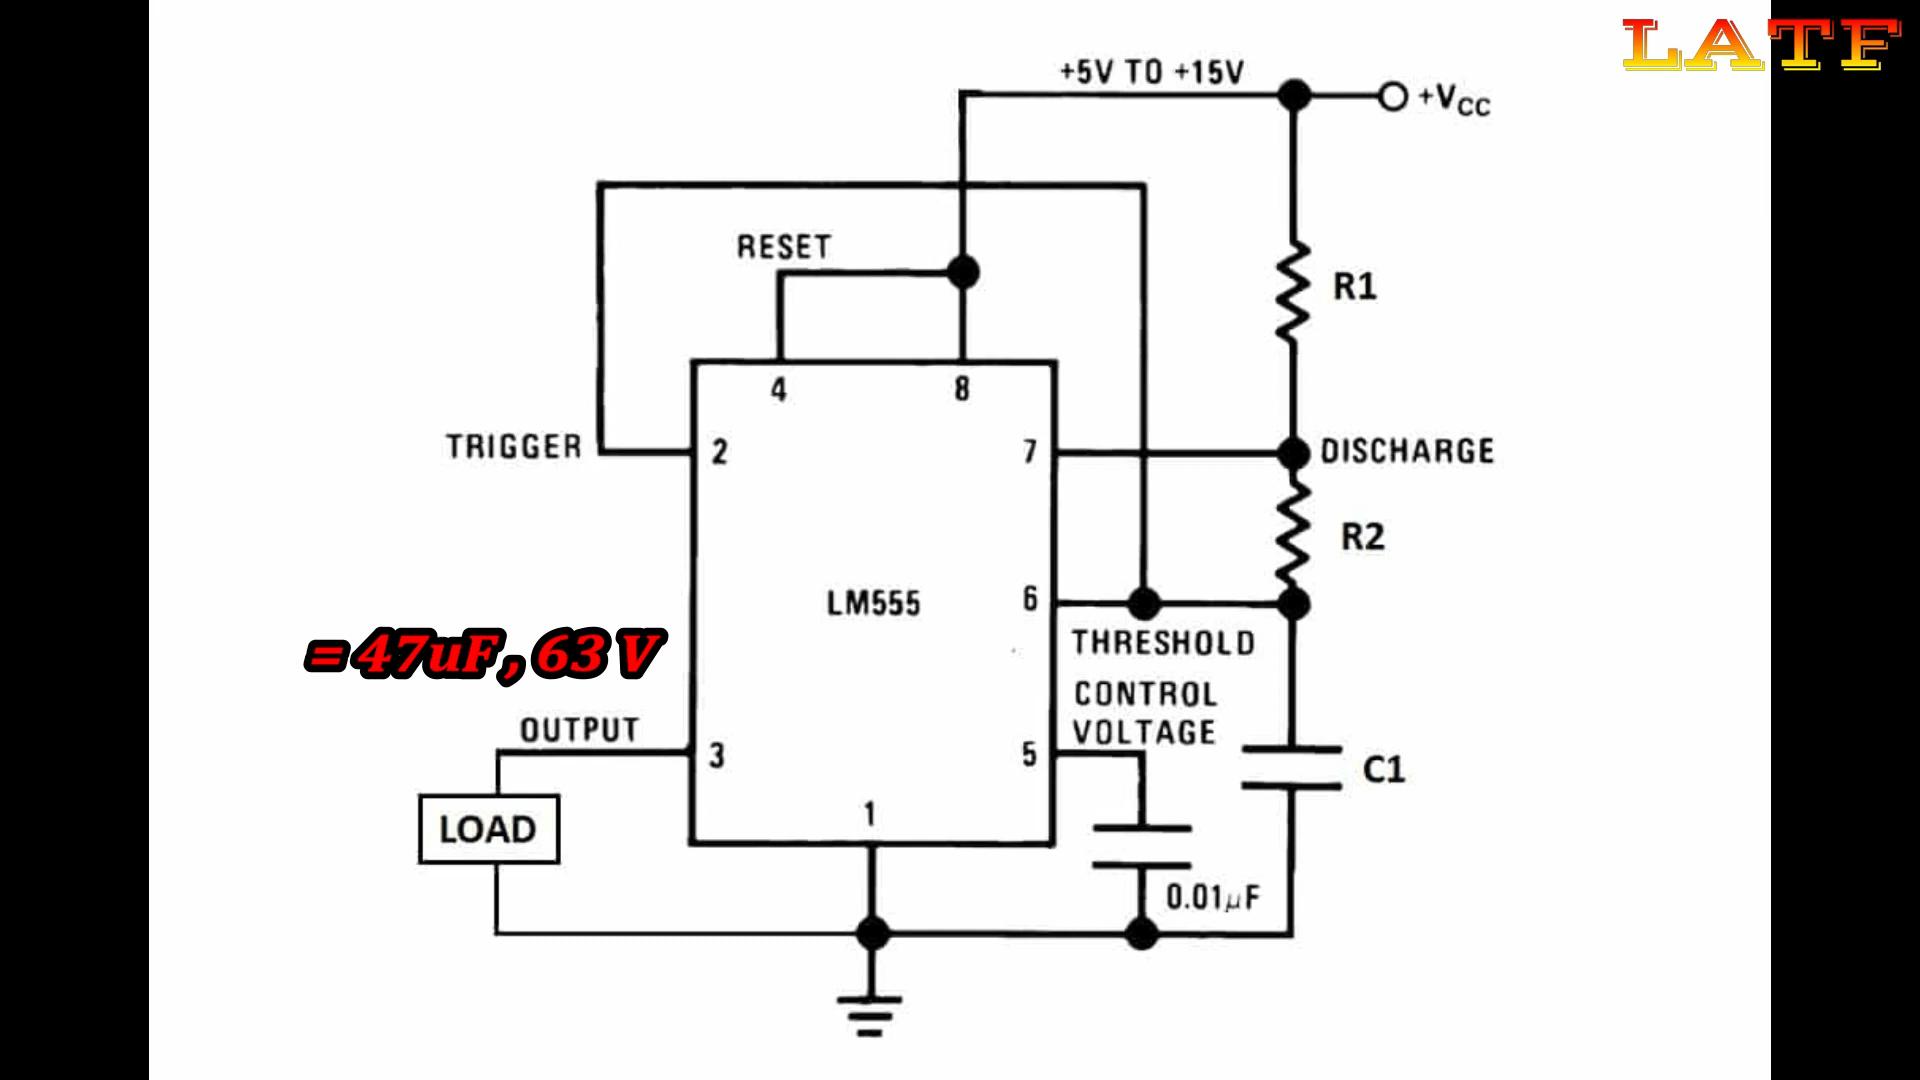 LATF
+5V TO +15V
+VCC
RESET
R1
4
8
TRIGGER
2
7
DISCHARGE
R2
LM555
6
THRESHOLD
= 47uF, 63 V
CONTROL
VOLTAGE
OUTPUT
3
5
C1
1
LOAD
0.01µF